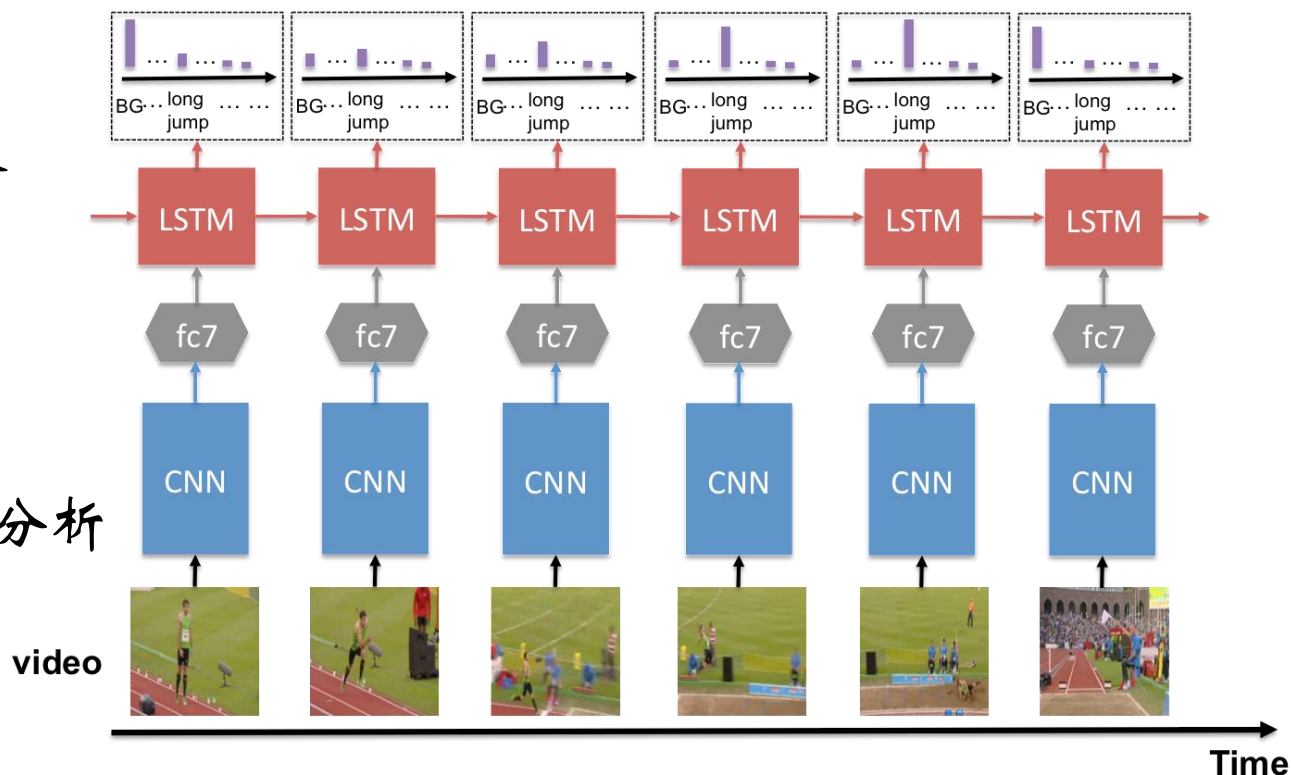 BG... long ... ...
jump
BG... long ... ...
jump
BG... long ... ...
jump
BG... long ... ...
jump
BG... long ... ...
jump
BG... long ... ...
jump
LSTM LSTM LSTM LSTM LSTM LSTM
fc7 fc7 fc7 fc7 fc7 fc7
CNN CNN CNN CNN CNN CNN
分析
video
Time